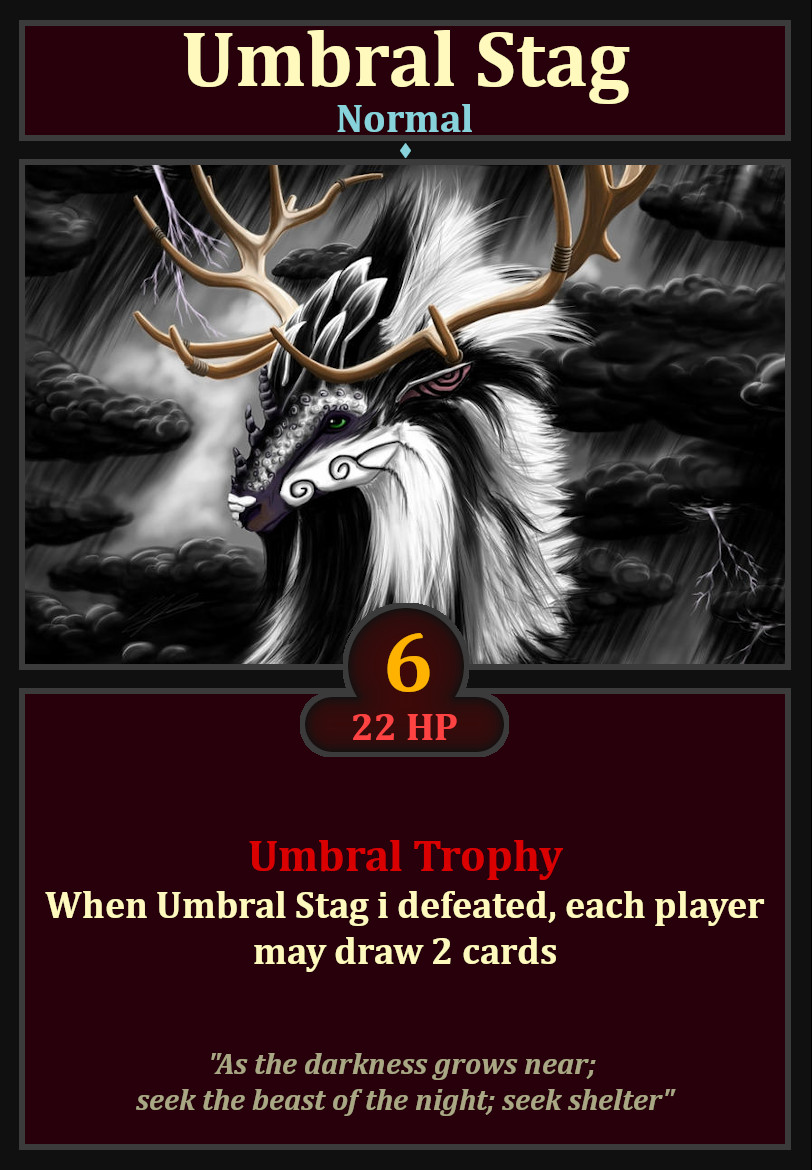 Umbral Stag
Normal
6
22 HP
Umbral Trophy
When Umbral Stag i defeated, each player
may draw 2 cards
"As the darkness grows near;
seek the beast of the night; seek shelter"